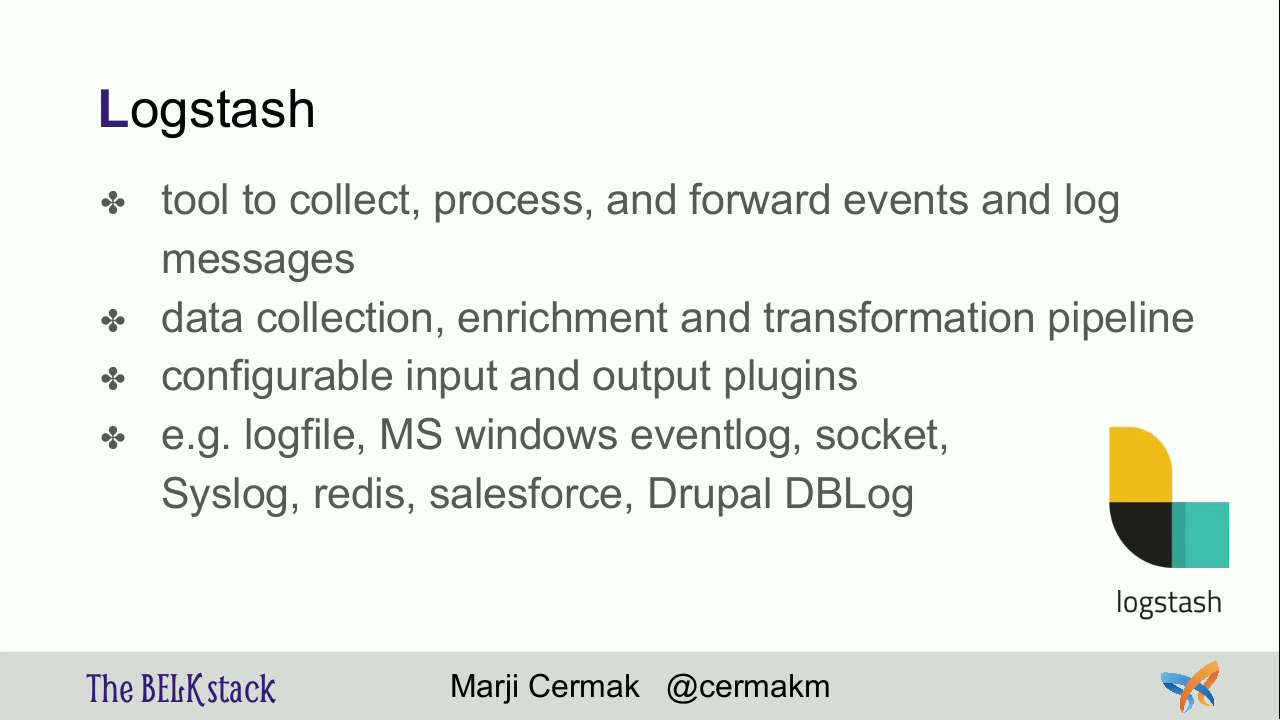 Logstash
✤ tool to collect, process, and forward events and log
messages
✤ data collection, enrichment and transformation pipeline
✤ configurable input and output plugins
✤ e.g. logfile, MS windows eventlog, socket,
Syslog, redis, salesforce, Drupal DBLog
logstash
The BELK stack
Marji Cermak @cermakm